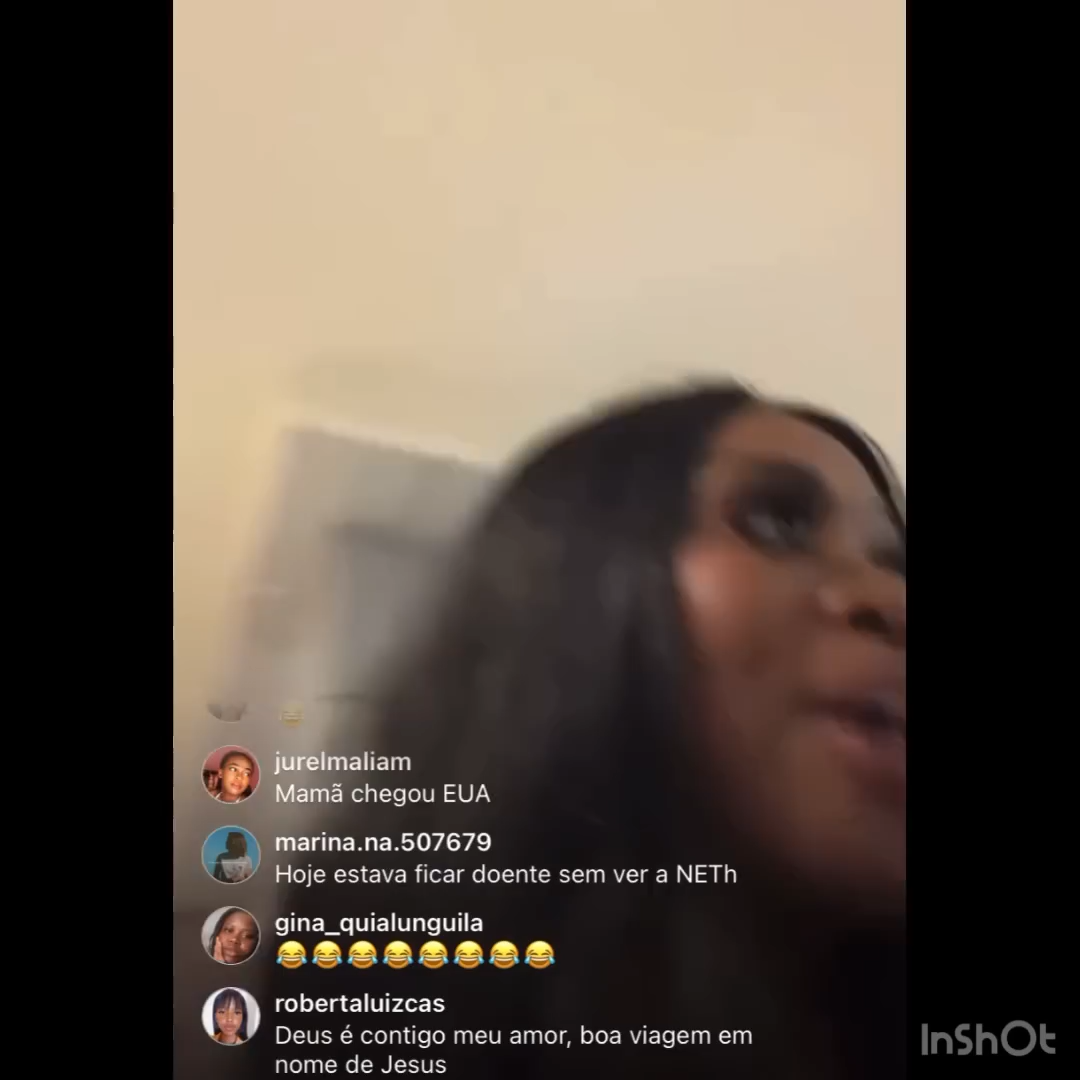 jurelmaliam
Mamã chegou EUA
marina.na.507679
Hoje estava ficar doente sem ver a NETh
gina_quialunguila
😂😂😂😂😂😂😂😂
robertaluizcas
Deus é contigo meu amor, boa viagem em
nome de Jesus
InShOt